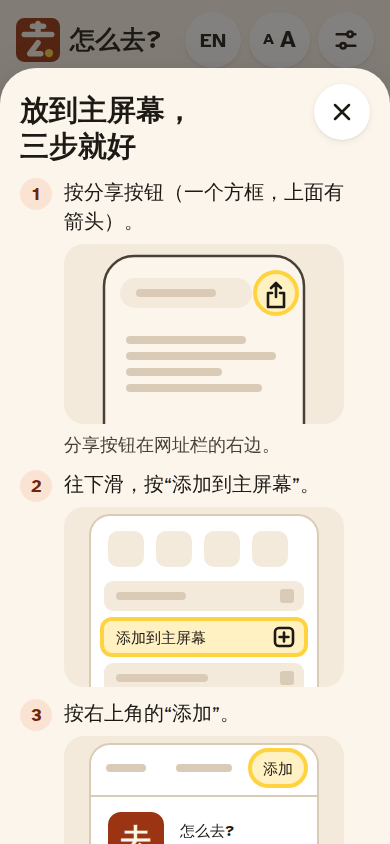 去
怎么去?
EN
A A
放到主屏幕，
三步就好
1
按分享按钮（一个方框，上面有
箭头）。
分享按钮在网址栏的右边。
2
往下滑，按“添加到主屏幕”。
添加到主屏幕
3
按右上角的“添加”。
添加
去
怎么去?